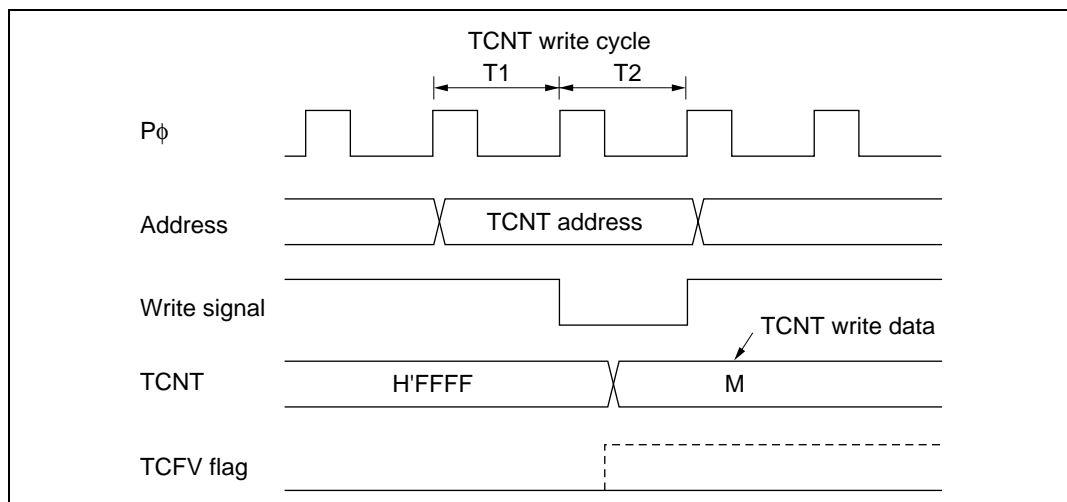 TCNT write cycle
T1 T2
Pϕ
Address TCNT address
Write signal
TCNT write data
TCNT H'FFFF M
TCFV flag